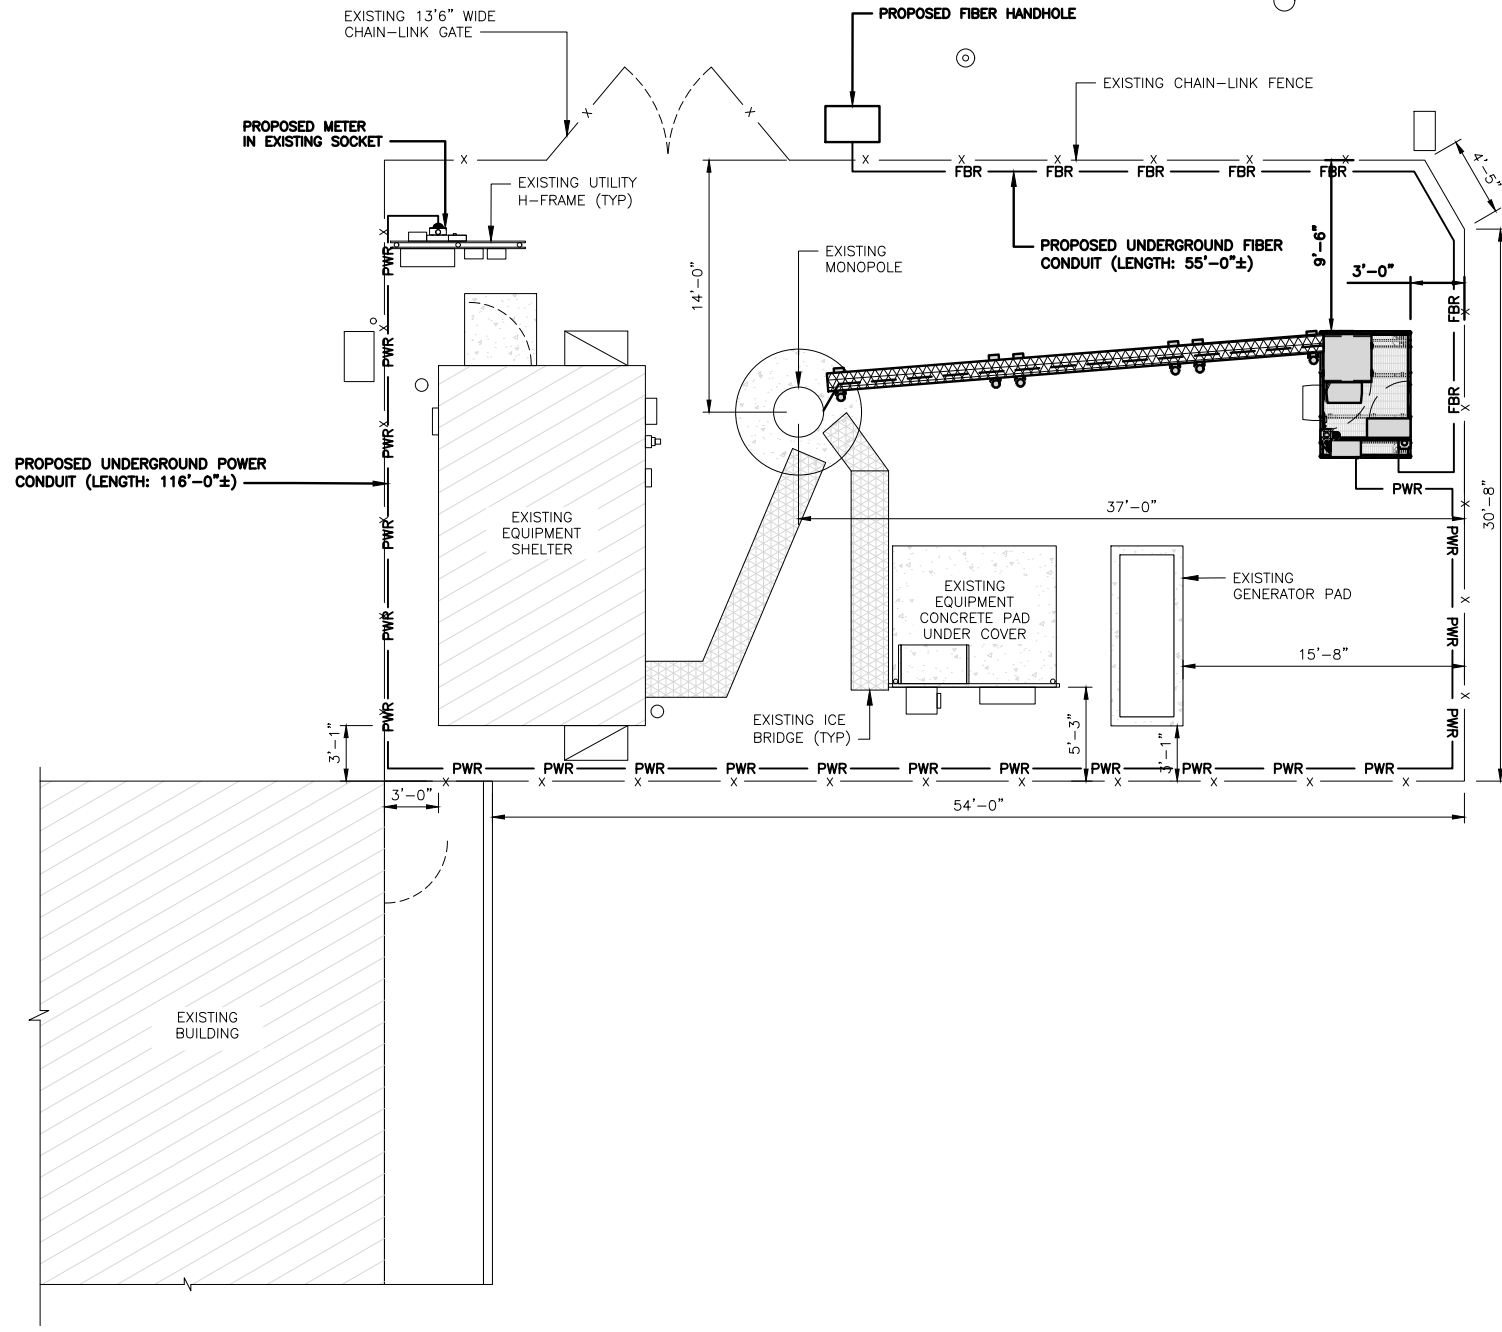 EXISTING 13'6" WIDE
CHAIN-LINK GATE
PROPOSED FIBER HANDHOLE
EXISTING CHAIN-LINK FENCE
PROPOSED METER
IN EXISTING SOCKET
EXISTING UTILITY
H-FRAME (TYP)
4'-5"
X
X
X
X
X
X
X
X
X
FBR
FBR
FBR
FBR
FBR
EXISTING
MONOPOLE
PROPOSED UNDERGROUND FIBER
CONDUIT (LENGTH: 55'-0"±)
14'-0"
9'-6"
3'-0"
FBR
FBR
X
X
X
X
X
X
X
X
X
X
X
PWR
PWR
PWR
PWR
PWR
PWR
PROPOSED UNDERGROUND POWER
CONDUIT (LENGTH: 116'-0"±)
PWR
37'-0"
30'-8"
EXISTING
EQUIPMENT
SHELTER
EXISTING
EQUIPMENT
CONCRETE PAD
UNDER COVER
EXISTING
GENERATOR PAD
PWR
PWR
PWR
15'-8"
EXISTING ICE
BRIDGE (TYP)
3'-1"
5'-3"
3'-1"
PWR
PWR
PWR
PWR
PWR
PWR
PWR
PWR
PWR
PWR
PWR
X
X
X
X
X
X
X
X
X
X
X
3'-0"
54'-0"
EXISTING
BUILDING